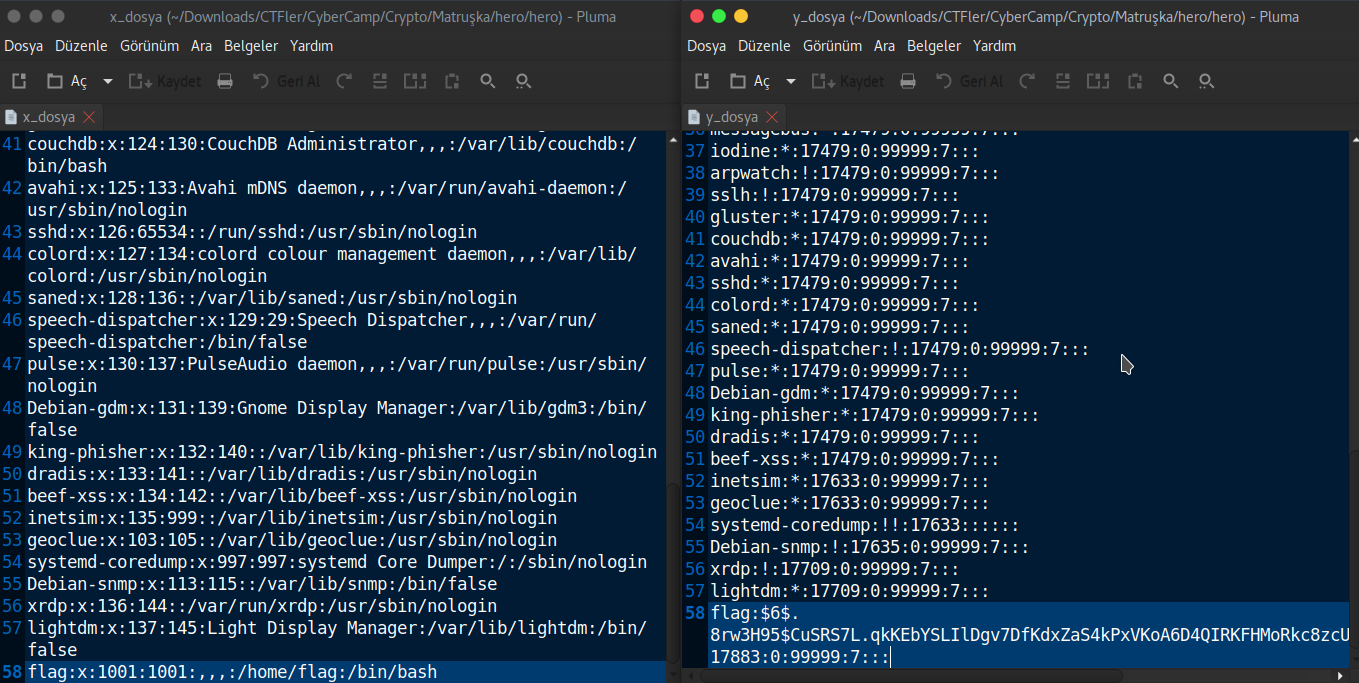 x_dosya (~/Downloads/CTFler/CyberCamp/Crypto/Matruşka/hero/hero) - Pluma
Dosya Düzenle Görünüm Ara Belgeler Yardım
Aç Kaydet Geri Al
x_dosya
41 couchdb:x:124:130:CouchDB Administrator,,,:/var/lib/couchdb:/
bin/bash
42 avahi:x:125:133:Avahi mDNS daemon,,,:/var/run/avahi-daemon:/
usr/sbin/nologin
43 sshd:x:126:65534::/run/sshd:/usr/sbin/nologin
44 colord:x:127:134:colord colour management daemon,,,:/var/lib/
colord:/usr/sbin/nologin
45 saned:x:128:136::/var/lib/saned:/usr/sbin/nologin
46 speech-dispatcher:x:129:29:Speech Dispatcher,,,:/var/run/
speech-dispatcher:/bin/false
47 pulse:x:130:137:PulseAudio daemon,,,:/var/run/pulse:/usr/sbin/
nologin
48 Debian-gdm:x:131:139:Gnome Display Manager:/var/lib/gdm3:/bin/
false
49 king-phisher:x:132:140::/var/lib/king-phisher:/usr/sbin/nologin
50 dradis:x:133:141::/var/lib/dradis:/usr/sbin/nologin
51 beef-xss:x:134:142::/var/lib/beef-xss:/usr/sbin/nologin
52 inetsim:x:135:999::/var/lib/inetsim:/usr/sbin/nologin
53 geoclue:x:103:105::/var/lib/geoclue:/usr/sbin/nologin
54 systemd-coredump:x:997:997:systemd Core Dumper:/:/sbin/nologin
55 Debian-snmp:x:113:115::/var/lib/snmp:/bin/false
56 xrdp:x:136:144::/var/run/xrdp:/usr/sbin/nologin
57 lightdm:x:137:145:Light Display Manager:/var/lib/lightdm:/bin/
false
58 flag:x:1001:1001:,,,:/home/flag:/bin/bash
y_dosya (~/Downloads/CTFler/CyberCamp/Crypto/Matruşka/hero/hero) - Pluma
Dosya Düzenle Görünüm Ara Belgeler Yardım
Aç Kaydet Geri Al
y_dosya
36 messagebus:*:17479:0:99999:7:::
37 iodine:*:17479:0:99999:7:::
38 arpwatch:!:17479:0:99999:7:::
39 sslh:!:17479:0:99999:7:::
40 gluster:*:17479:0:99999:7:::
41 couchdb:*:17479:0:99999:7:::
42 avahi:*:17479:0:99999:7:::
43 sshd:*:17479:0:99999:7:::
44 colord:*:17479:0:99999:7:::
45 saned:*:17479:0:99999:7:::
46 speech-dispatcher:!:17479:0:99999:7:::
47 pulse:*:17479:0:99999:7:::
48 Debian-gdm:*:17479:0:99999:7:::
49 king-phisher:*:17479:0:99999:7:::
50 dradis:*:17479:0:99999:7:::
51 beef-xss:*:17479:0:99999:7:::
52 inetsim:*:17633:0:99999:7:::
53 geoclue:*:17633:0:99999:7:::
54 systemd-coredump:!!:17633::::::
55 Debian-snmp:!:17635:0:99999:7:::
56 xrdp:!:17709:0:99999:7:::
57 lightdm:*:17709:0:99999:7:::
58 flag:$6$.
8rw3H95$CuSRS7L.qkKEbYSLIlDgv7DfKdxZaS4kPxVKoA6D4QIRKFHMoRkc8zcU
17883:0:99999:7:::